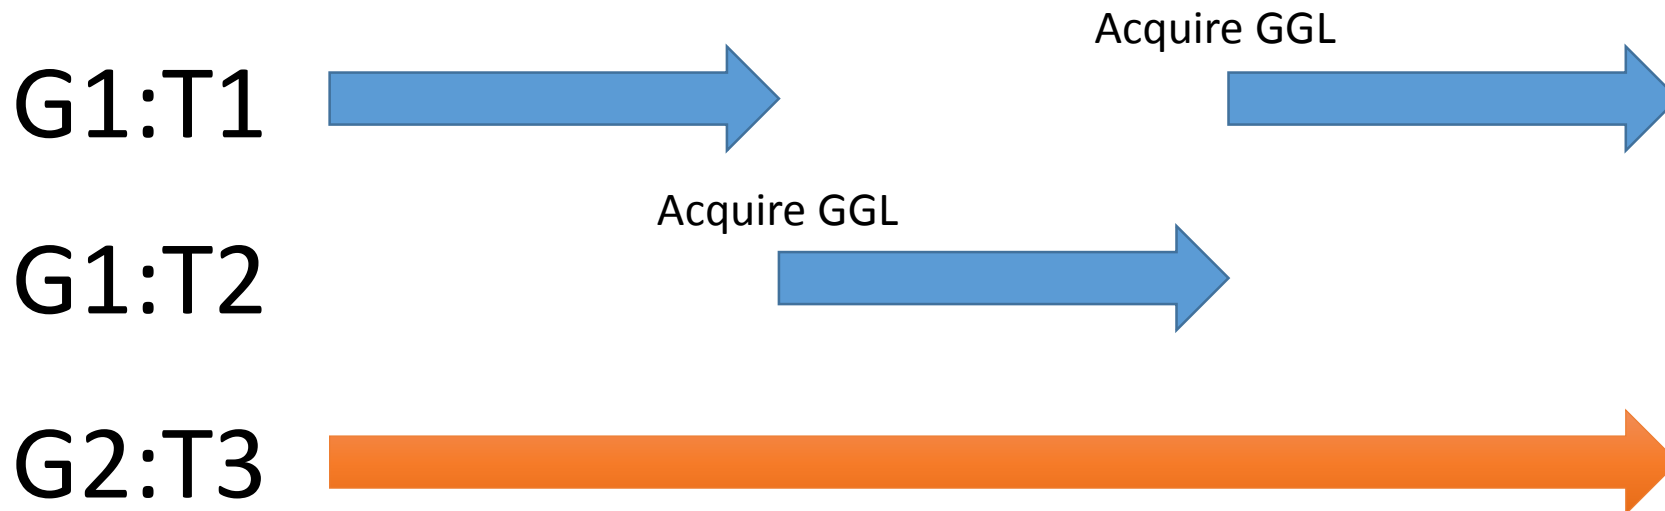 Acquire GGL
G1:T1
Acquire GGL
G1:T2
G2:T3